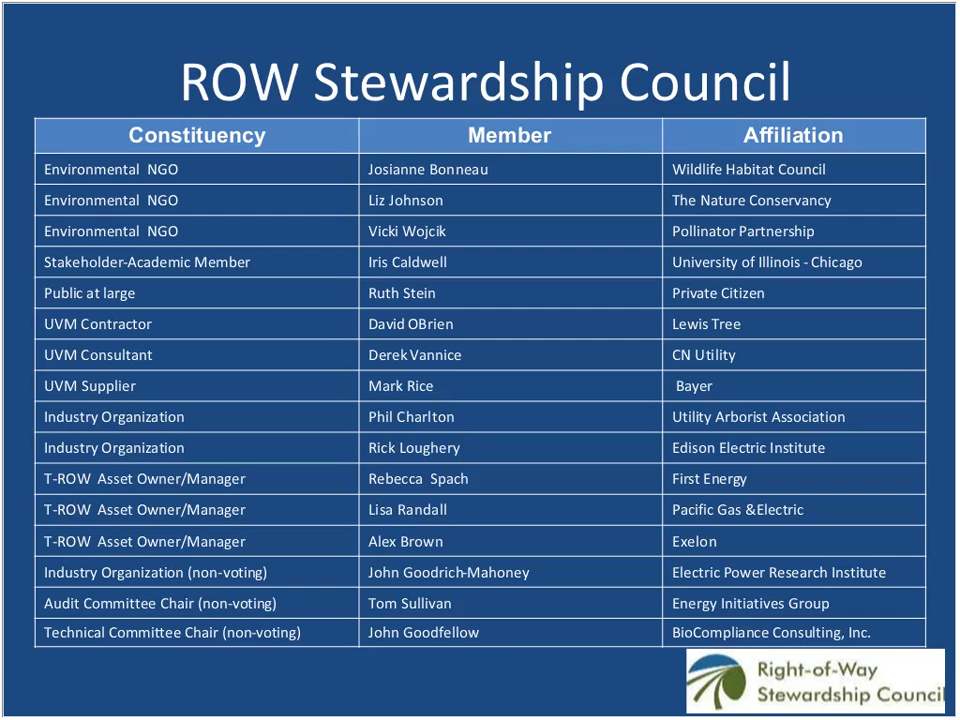 ROW Stewardship Council
Constituency Member Affiliation
Environmental NGO Josianne Bonneau Wildlife Habitat Council
Environmental NGO Liz Johnson The Nature Conservancy
Environmental NGO Vicki Wojcik Pollinator Partnership
Stakeholder-Academic Member Iris Caldwell University of Illinois - Chicago
Public at large Ruth Stein Private Citizen
UVM Contractor David OBrien Lewis Tree
UVM Consultant Derek Vannice CN Utility
UVM Supplier Mark Rice Bayer
Industry Organization Phil Charlton Utility Arborist Association
Industry Organization Rick Loughery Edison Electric Institute
T-ROW Asset Owner/Manager Rebecca Spach First Energy
T-ROW Asset Owner/Manager Lisa Randall Pacific Gas &Electric
T-ROW Asset Owner/Manager Alex Brown Exelon
Industry Organization (non-voting) John Goodrich-Mahoney Electric Power Research Institute
Audit Committee Chair (non-voting) Tom Sullivan Energy Initiatives Group
Technical Committee Chair (non-voting) John Goodfellow BioCompliance Consulting, Inc.
Right-of-Way
Stewardship Council